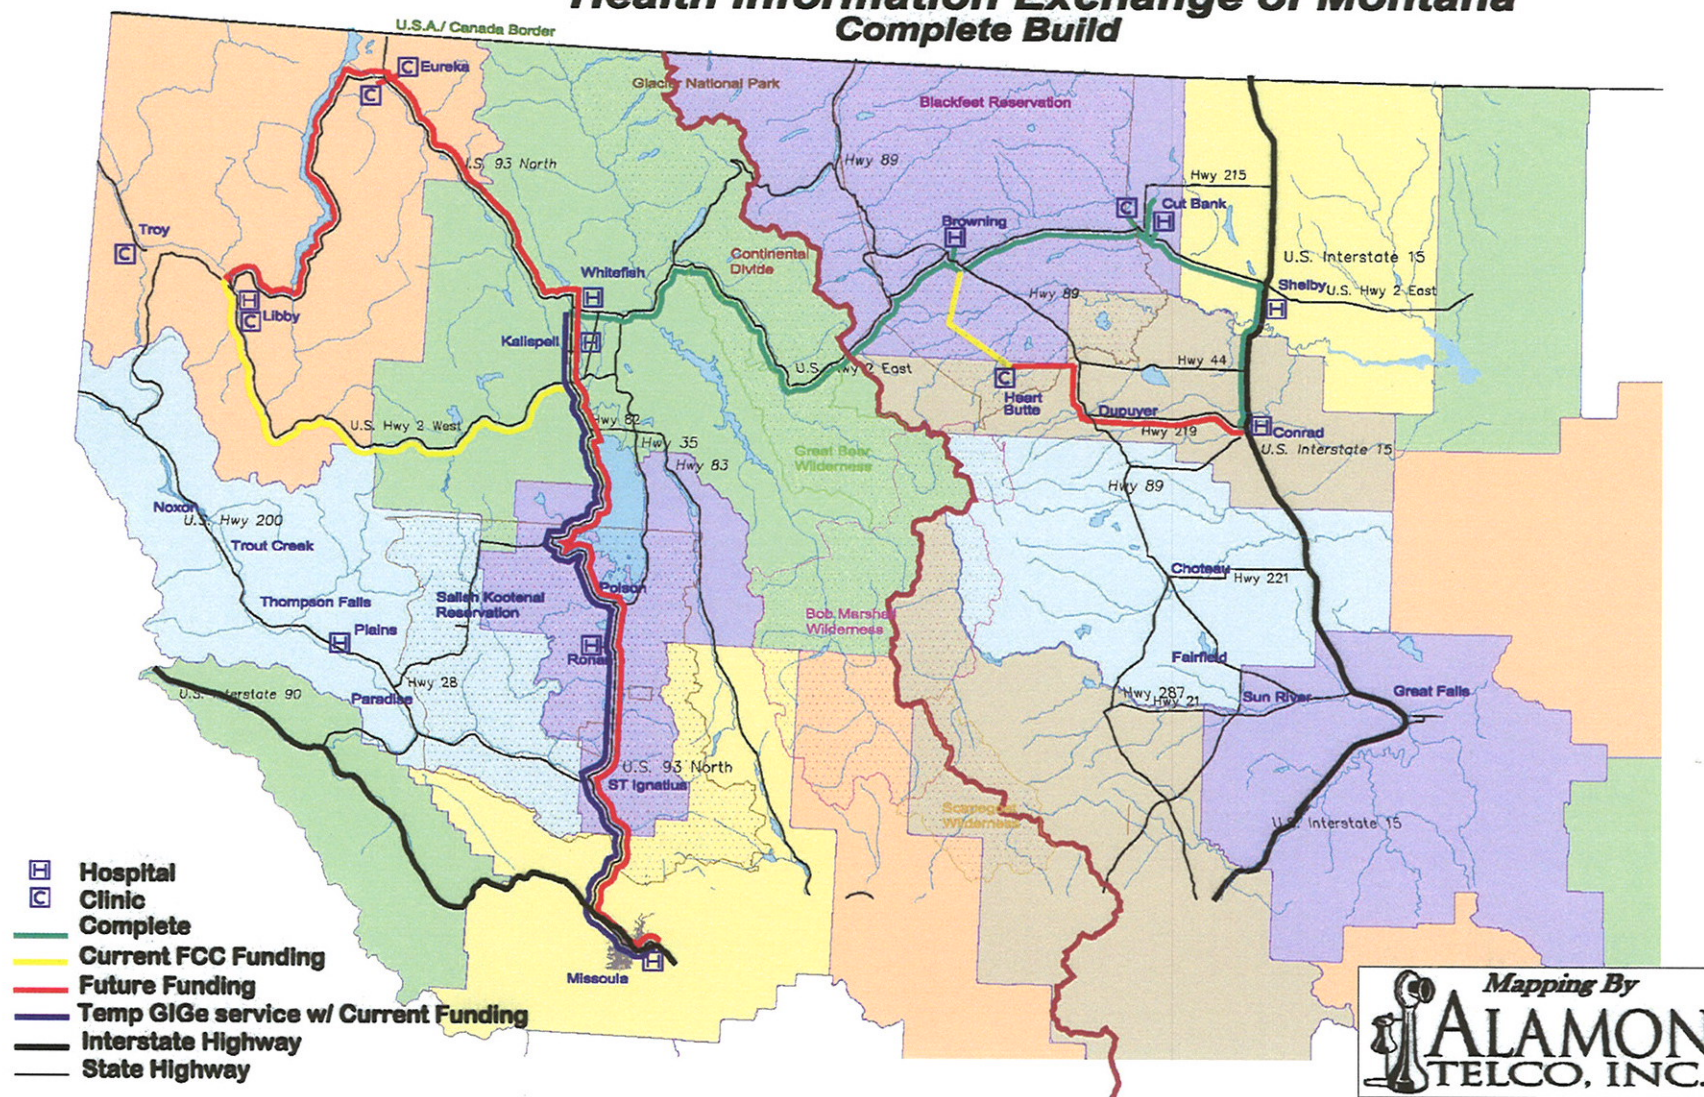 Health Information Exchange of Montana
Complete Build
U.S.A./ Canada Border
C Eureka
C
Glacier National Park
Blackfeet Reservation
I.S. 93 North
Hwy 89
Hwy 215
C
Cut Bank
H
Troy
C
Browning
H
Continental
Divide
U.S. Interstate 15
Whitefish
H
Shelby
U.S. Hwy 2 East
H
Hwy 89
H
C Libby
Kalispell
H
U.S. Hwy 2 East
Hwy 44
C
Heart
Butte
Dupuyer
Hwy 219
H Conrad
U.S. Interstate 15
U.S. Hwy 2 West
Hwy 82
Hwy 35
Hwy 83
Great Bear
Wilderness
Hwy 89
Noxon
U.S. Hwy 200
Trout Creek
Choteau
Hwy 221
Thompson Falls
Salish Kootenai
Reservation
Polson
Bob Marshall
Wilderness
H Plains
H
Ronan
Fairfield
Hwy 28
Paradise
U.S. Interstate 90
Hwy 287
Hwy 21
Sun River
Great Falls
U.S. 93 North
ST Ignatius
Scapegoat
Wilderness
U.S. Interstate 15
H Hospital
C Clinic
Complete
Current FCC Funding
Future Funding
Temp GIGe service w/ Current Funding
Interstate Highway
State Highway
Missoula
H
Mapping By
ALAMON
TELCO, INC.